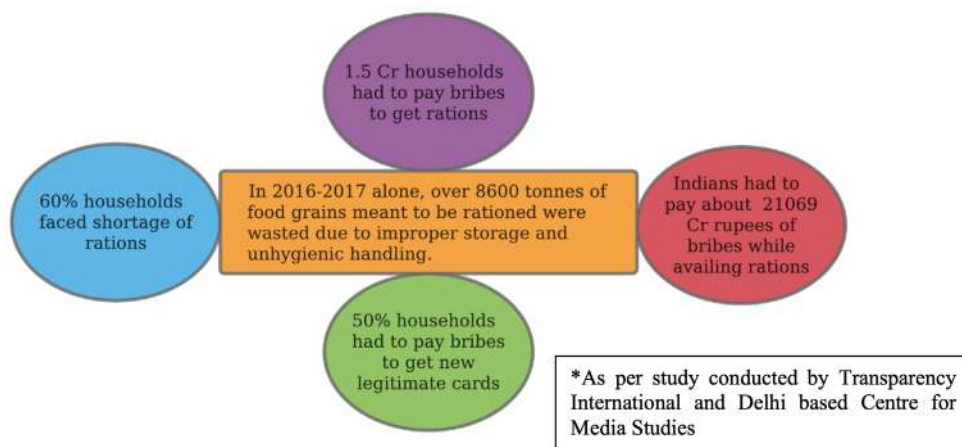 1.5 Cr households
had to pay bribes
to get rations
60% households
faced shortage of
rations
In 2016-2017 alone, over 8600 tonnes of
food grains meant to be rationed were
wasted due to improper storage and
unhygienic handling.
Indians had to
pay about 21069
Cr rupees of
bribes while
availing rations
50% households
had to pay bribes
to get new
legitimate cards
*As per study conducted by Transparency
International and Delhi based Centre for
Media Studies